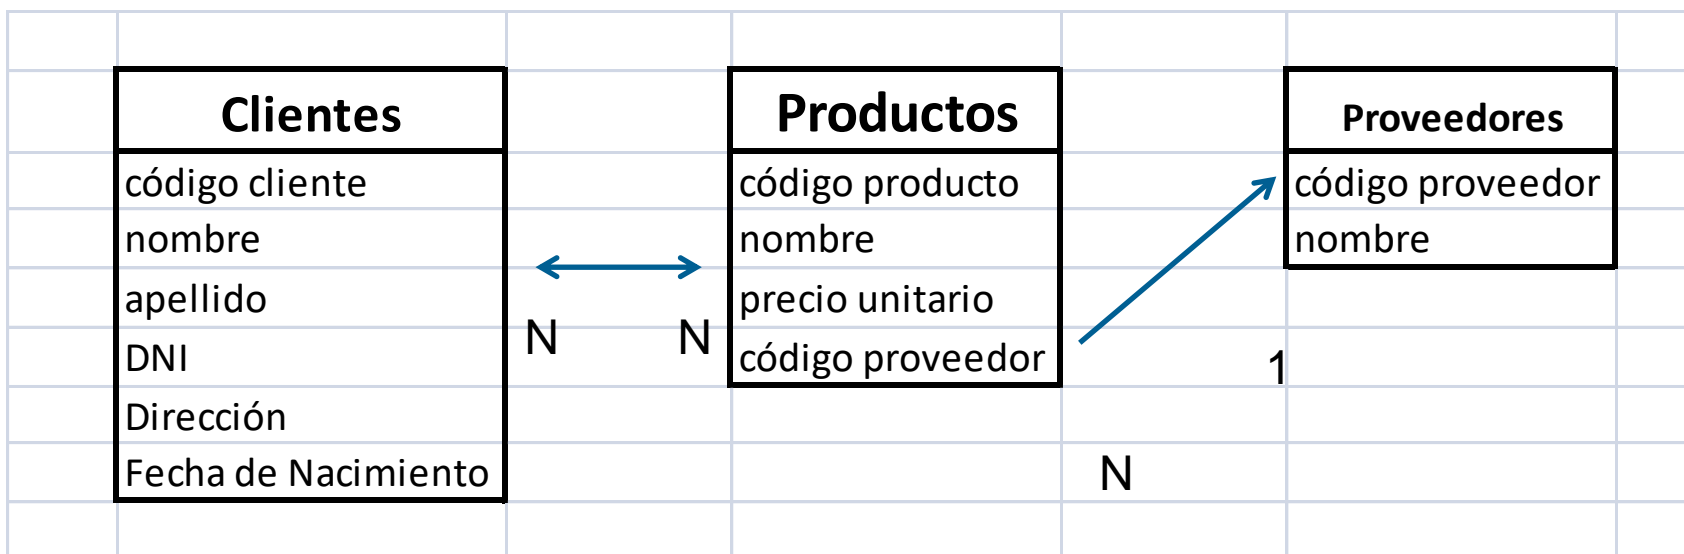 Clientes
código cliente
nombre
apellido
DNI
Dirección
Fecha de Nacimiento
N
N
Productos
código producto
nombre
precio unitario
código proveedor
N
1
Proveedores
código proveedor
nombre